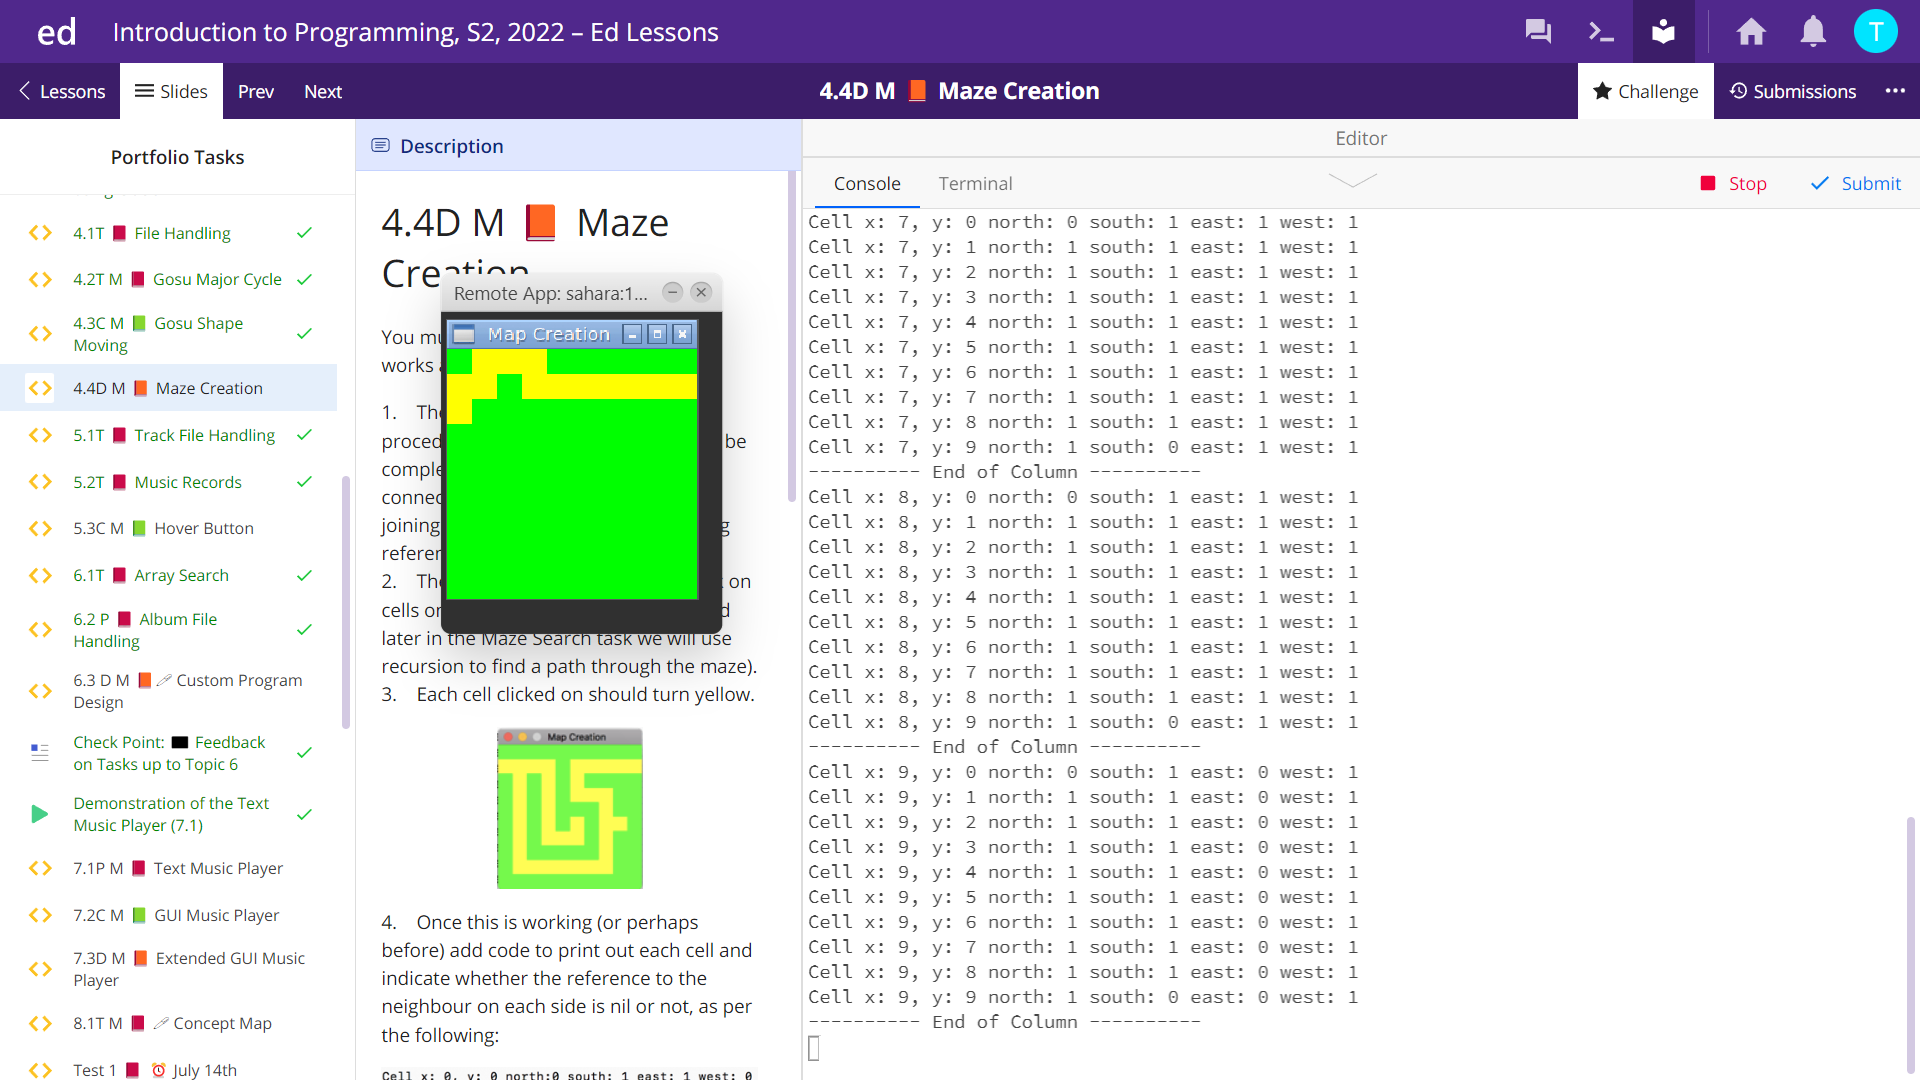 ed
Introduction to Programming, S2, 2022 – Ed Lessons
T
Lessons
Slides
Prev
Next
4.4D M Maze Creation
Challenge
Submissions
Portfolio Tasks
4.1T File Handling
4.2T M Gosu Major Cycle
4.3C M Gosu Shape
Moving
4.4D M Maze Creation
5.1T Track File Handling
5.2T Music Records
5.3C M Hover Button
6.1T Array Search
6.2 P Album File
Handling
6.3 D M Custom Program
Design
Check Point: Feedback
on Tasks up to Topic 6
Demonstration of the Text
Music Player (7.1)
7.1P M Text Music Player
7.2C M GUI Music Player
7.3D M Extended GUI Music
Player
8.1T M Concept Map
Test 1 July 14th
Description
4.4D M Maze
Creation
Remote App: sahara:1...
Map Creation
You mu
works
1. The
proced be
comple
connec
joining g
referen
2. The on
cells or d
later in the Maze Search task we will use
recursion to find a path through the maze).
3. Each cell clicked on should turn yellow.
Map Creation
4. Once this is working (or perhaps
before) add code to print out each cell and
indicate whether the reference to the
neighbour on each side is nil or not, as per
the following:
Cell x: 0, y: 0 north:0 south: 1 east: 1 west: 0
Editor
Console
Terminal
Stop
Submit
Cell x: 7, y: 0 north: 0 south: 1 east: 1 west: 1
Cell x: 7, y: 1 north: 1 south: 1 east: 1 west: 1
Cell x: 7, y: 2 north: 1 south: 1 east: 1 west: 1
Cell x: 7, y: 3 north: 1 south: 1 east: 1 west: 1
Cell x: 7, y: 4 north: 1 south: 1 east: 1 west: 1
Cell x: 7, y: 5 north: 1 south: 1 east: 1 west: 1
Cell x: 7, y: 6 north: 1 south: 1 east: 1 west: 1
Cell x: 7, y: 7 north: 1 south: 1 east: 1 west: 1
Cell x: 7, y: 8 north: 1 south: 1 east: 1 west: 1
Cell x: 7, y: 9 north: 1 south: 0 east: 1 west: 1
---------- End of Column ----------
Cell x: 8, y: 0 north: 0 south: 1 east: 1 west: 1
Cell x: 8, y: 1 north: 1 south: 1 east: 1 west: 1
Cell x: 8, y: 2 north: 1 south: 1 east: 1 west: 1
Cell x: 8, y: 3 north: 1 south: 1 east: 1 west: 1
Cell x: 8, y: 4 north: 1 south: 1 east: 1 west: 1
Cell x: 8, y: 5 north: 1 south: 1 east: 1 west: 1
Cell x: 8, y: 6 north: 1 south: 1 east: 1 west: 1
Cell x: 8, y: 7 north: 1 south: 1 east: 1 west: 1
Cell x: 8, y: 8 north: 1 south: 1 east: 1 west: 1
Cell x: 8, y: 9 north: 1 south: 0 east: 1 west: 1
---------- End of Column ----------
Cell x: 9, y: 0 north: 0 south: 1 east: 0 west: 1
Cell x: 9, y: 1 north: 1 south: 1 east: 0 west: 1
Cell x: 9, y: 2 north: 1 south: 1 east: 0 west: 1
Cell x: 9, y: 3 north: 1 south: 1 east: 0 west: 1
Cell x: 9, y: 4 north: 1 south: 1 east: 0 west: 1
Cell x: 9, y: 5 north: 1 south: 1 east: 0 west: 1
Cell x: 9, y: 6 north: 1 south: 1 east: 0 west: 1
Cell x: 9, y: 7 north: 1 south: 1 east: 0 west: 1
Cell x: 9, y: 8 north: 1 south: 1 east: 0 west: 1
Cell x: 9, y: 9 north: 1 south: 0 east: 0 west: 1
---------- End of Column ----------